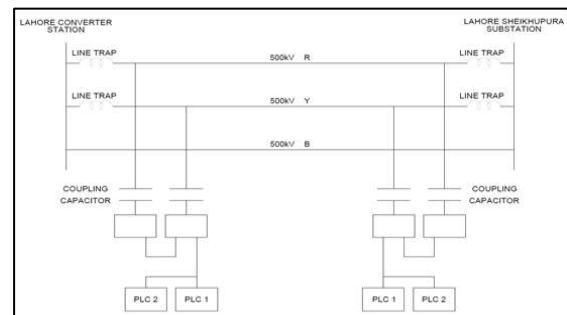 LAHORE CONVERTER
STATION
LAHORE SHEIKHUPURA
SUBSTATION
LINE TRAP
LINE TRAP
500kV R
LINE TRAP
LINE TRAP
500kV Y
500kV B
COUPLING
CAPACITOR
COUPLING
CAPACITOR
PLC 2
PLC 1
PLC 1
PLC 2